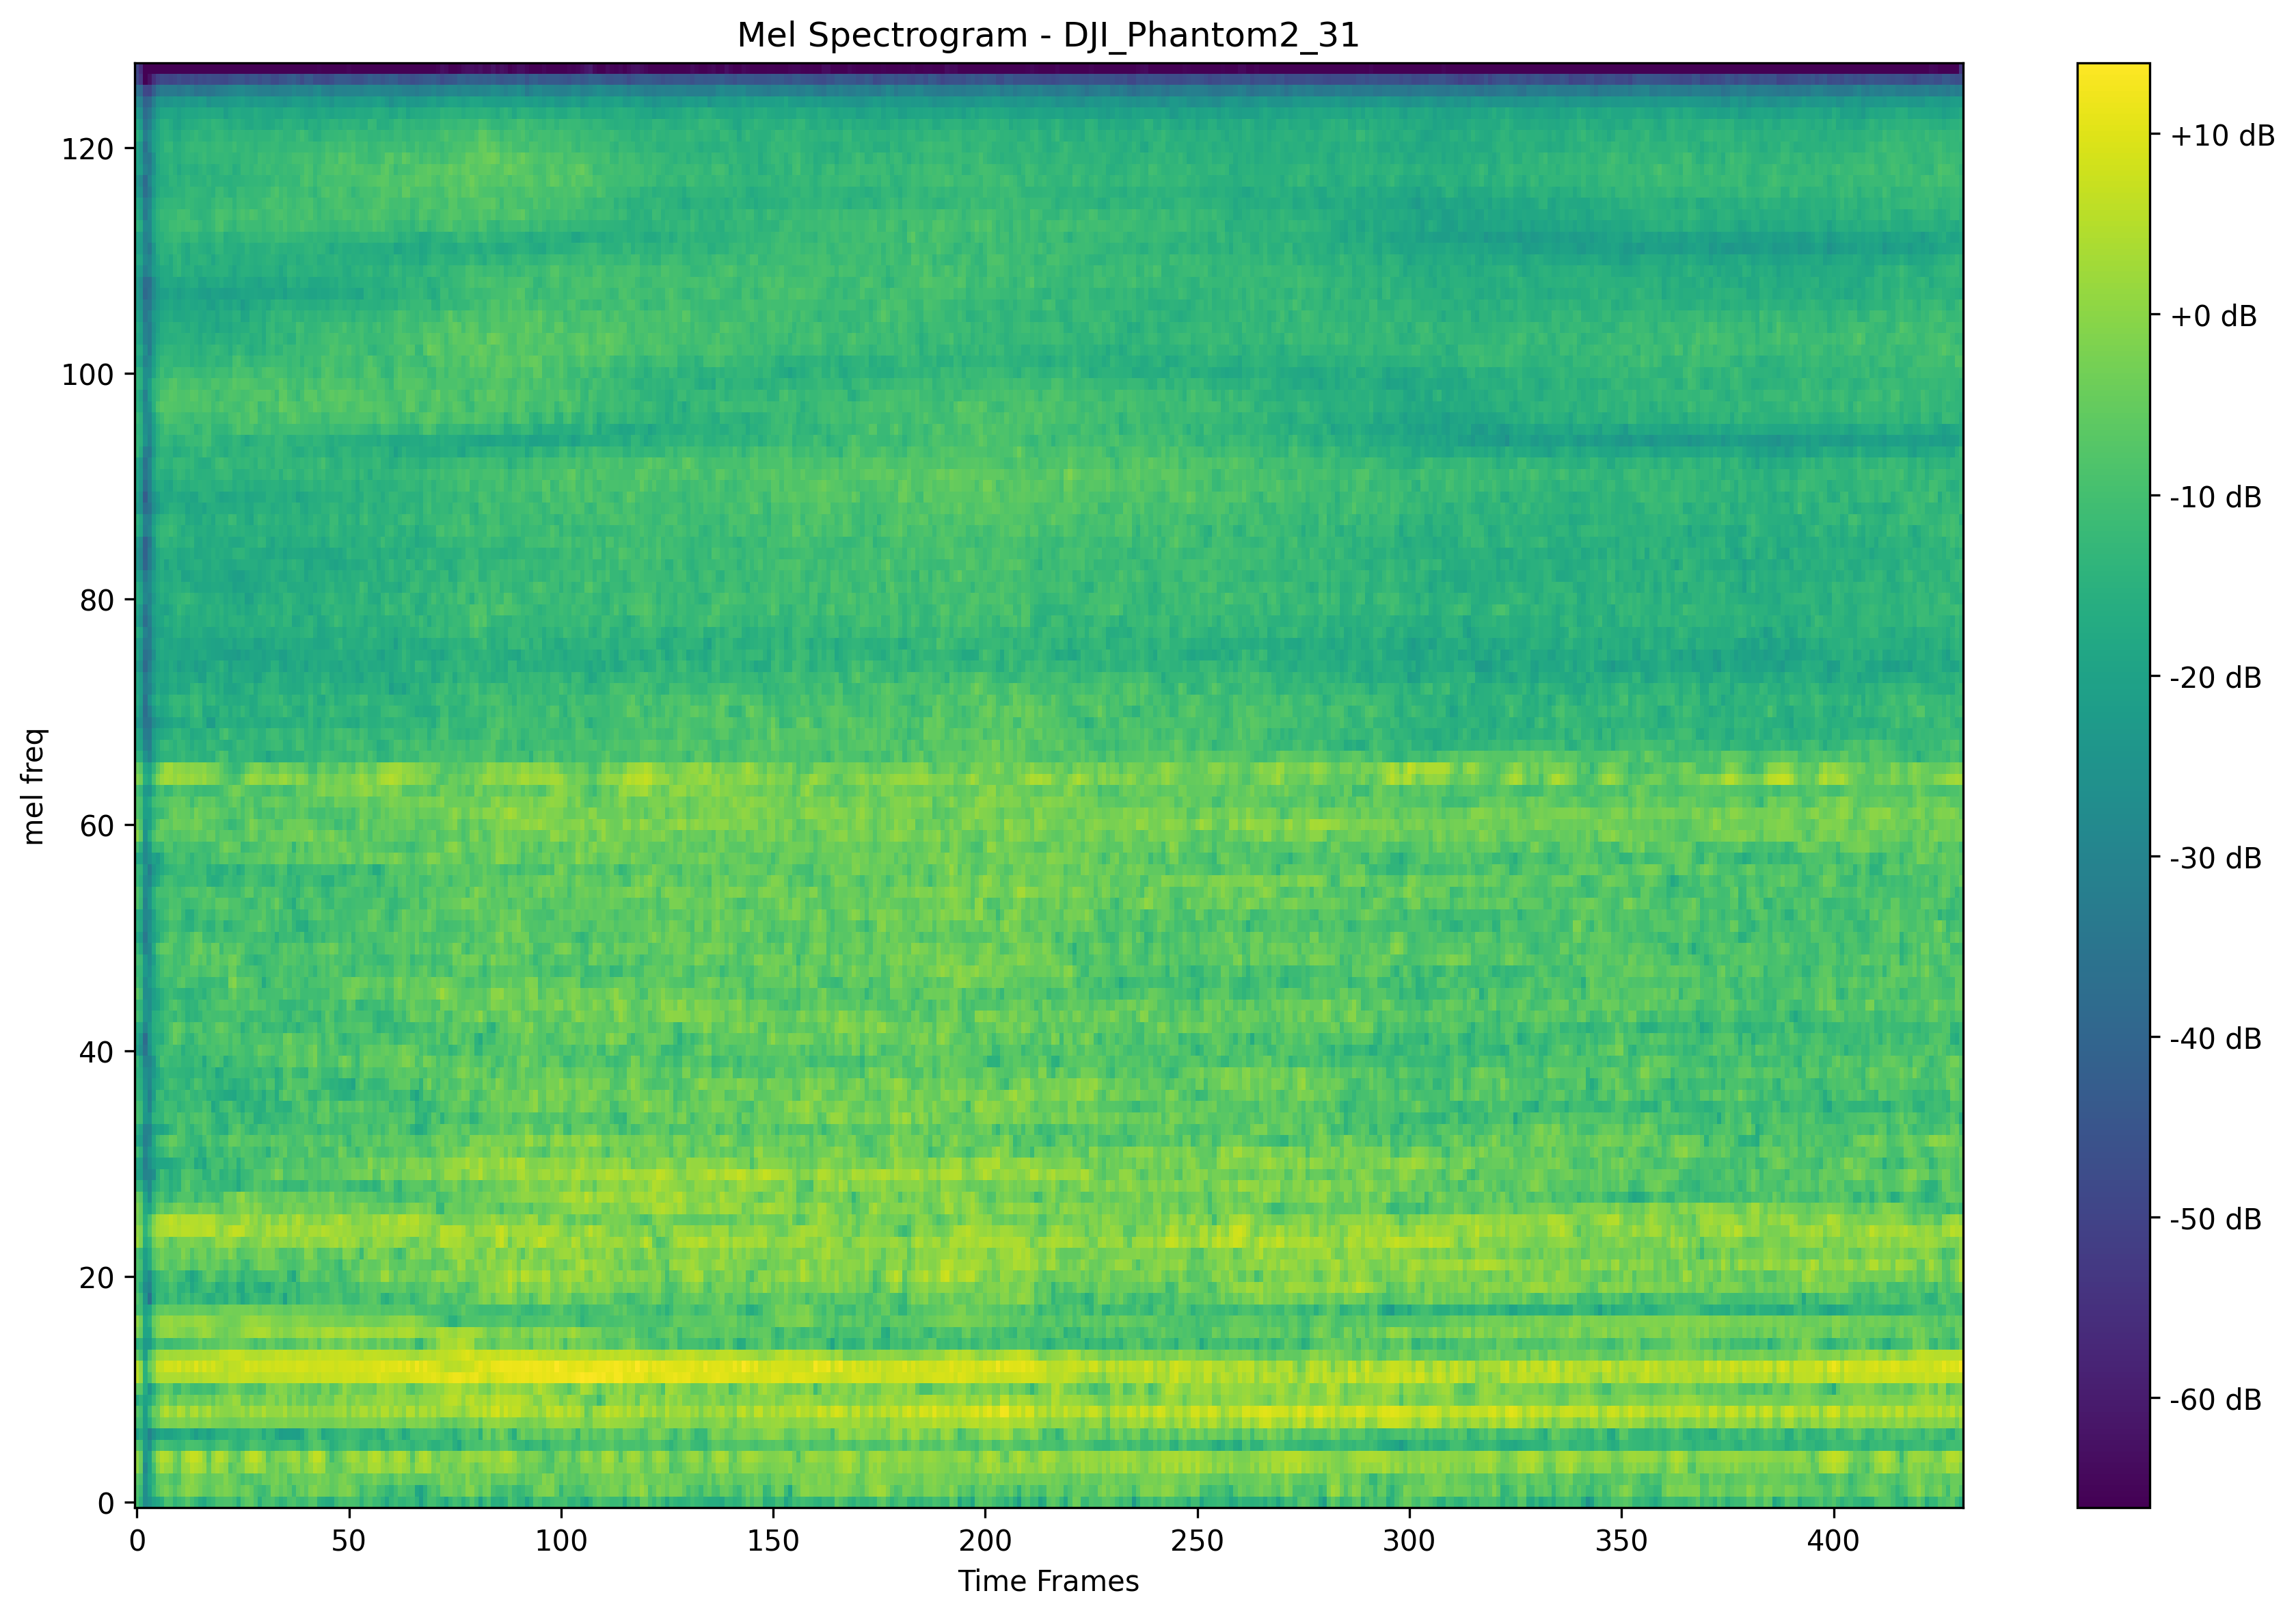 Mel Spectrogram - DJI_Phantom2_31
mel freq
120
100
80
60
40
20
0
0 50 100 150 200 250 300 350 400
Time Frames
+10 dB
+0 dB
-10 dB
-20 dB
-30 dB
-40 dB
-50 dB
-60 dB